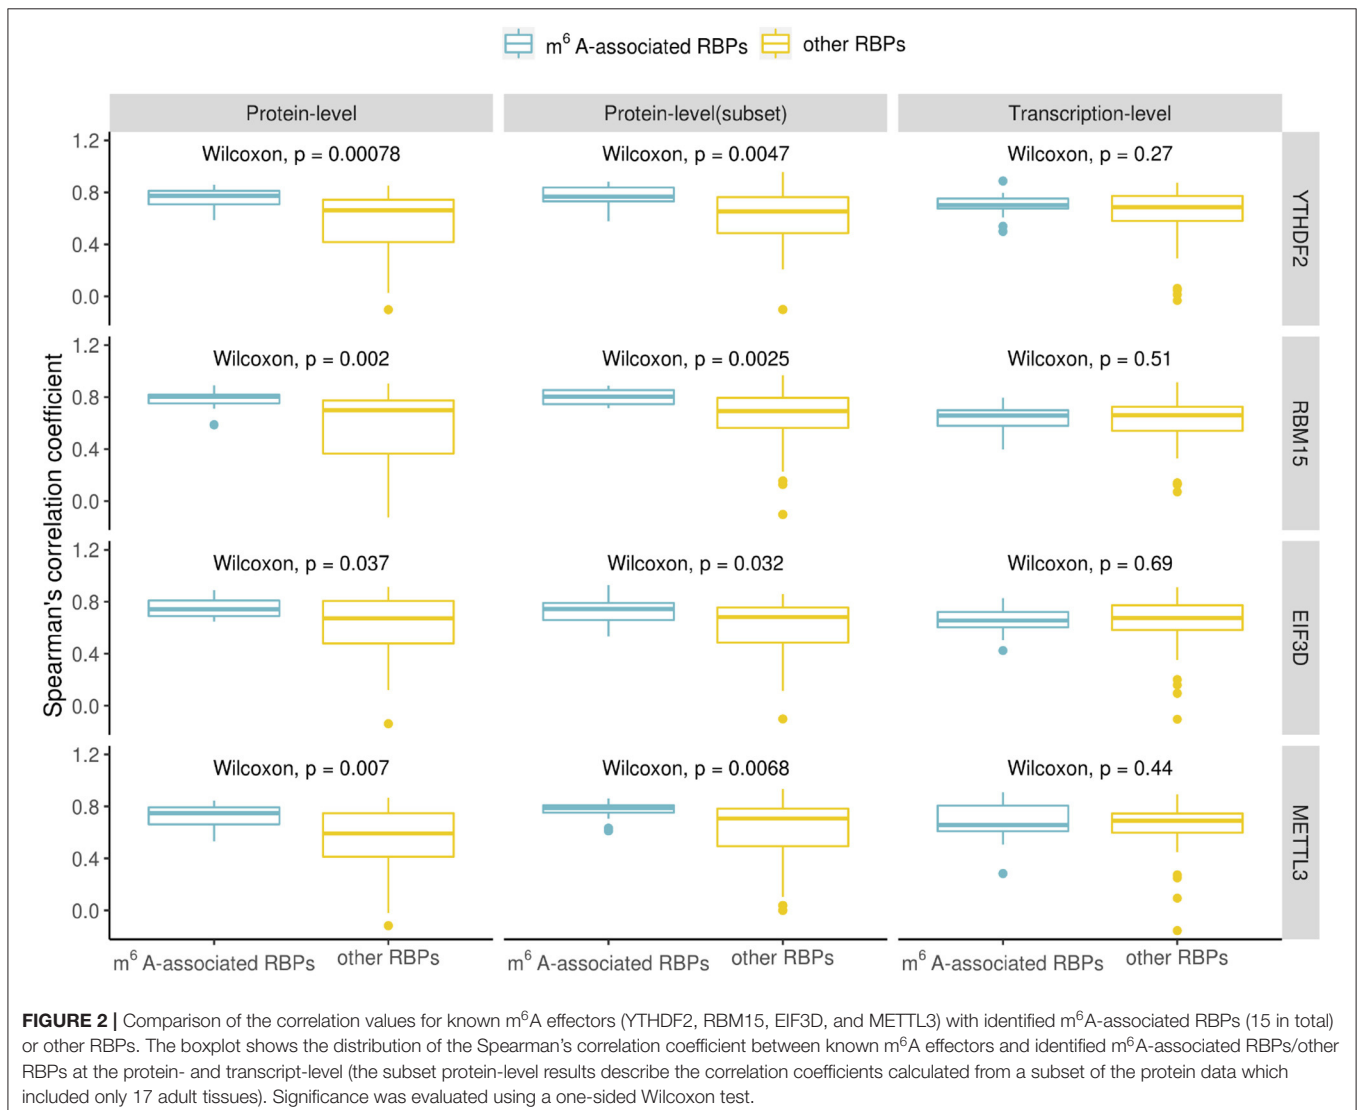 m⁶ A-associated RBPs other RBPs
Protein-level Protein-level(subset) Transcription-level
1.2
0.8
0.4
0.0
Wilcoxon, p = 0.00078 Wilcoxon, p = 0.0047 Wilcoxon, p = 0.27
YTHDF2
1.2
0.8
0.4
0.0
Wilcoxon, p = 0.002 Wilcoxon, p = 0.0025 Wilcoxon, p = 0.51
RBM15
Spearman's correlation coefficient
1.2
0.8
0.4
0.0
Wilcoxon, p = 0.037 Wilcoxon, p = 0.032 Wilcoxon, p = 0.69
EIF3D
1.2
0.8
0.4
0.0
Wilcoxon, p = 0.007 Wilcoxon, p = 0.0068 Wilcoxon, p = 0.44
METTL3
m⁶ A-associated RBPs other RBPs m⁶ A-associated RBPs other RBPs m⁶ A-associated RBPs other RBPs
FIGURE 2 | Comparison of the correlation values for known m⁶A effectors (YTHDF2, RBM15, EIF3D, and METTL3) with identified m⁶A-associated RBPs (15 in total)
or other RBPs. The boxplot shows the distribution of the Spearman's correlation coefficient between known m⁶A effectors and identified m⁶A-associated RBPs/other
RBPs at the protein- and transcript-level (the subset protein-level results describe the correlation coefficients calculated from a subset of the protein data which
included only 17 adult tissues). Significance was evaluated using a one-sided Wilcoxon test.